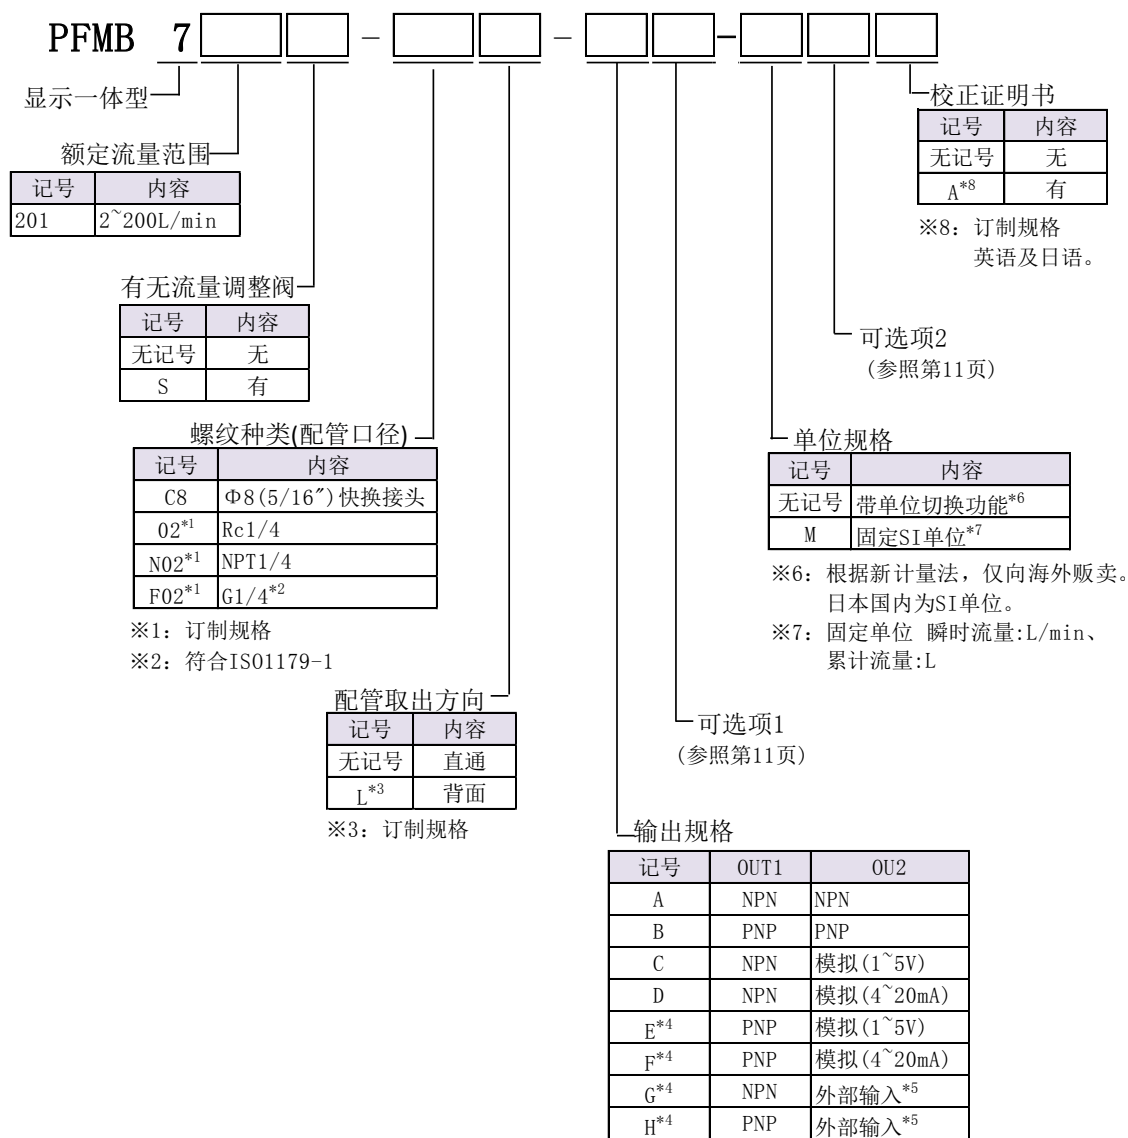 PFMB 7 - - -
显示一体型
校正证明书
记号 内容
无记号 无
A*8 有
※8：订制规格
英语及日语。
额定流量范围
记号 内容
201 2~200L/min
有无流量调整阀
记号 内容
无记号 无
S 有
可选项2
(参照第11页)
螺纹种类(配管口径)
记号 内容
C8 Φ8(5/16″)快换接头
02*1 Rc1/4
N02*1 NPT1/4
F02*1 G1/4*2
※1：订制规格
※2：符合ISO1179-1
单位规格
记号 内容
无记号 带单位切换功能*6
M 固定SI单位*7
※6：根据新计量法，仅向海外贩卖。
日本国内为SI单位。
※7：固定单位 瞬时流量:L/min、
累计流量:L
配管取出方向
记号 内容
无记号 直通
L*3 背面
※3：订制规格
可选项1
(参照第11页)
输出规格
记号 OUT1 OU2
A NPN NPN
B PNP PNP
C NPN 模拟(1~5V)
D NPN 模拟(4~20mA)
E*4 PNP 模拟(1~5V)
F*4 PNP 模拟(4~20mA)
G*4 NPN 外部输入*5
H*4 PNP 外部输入*5